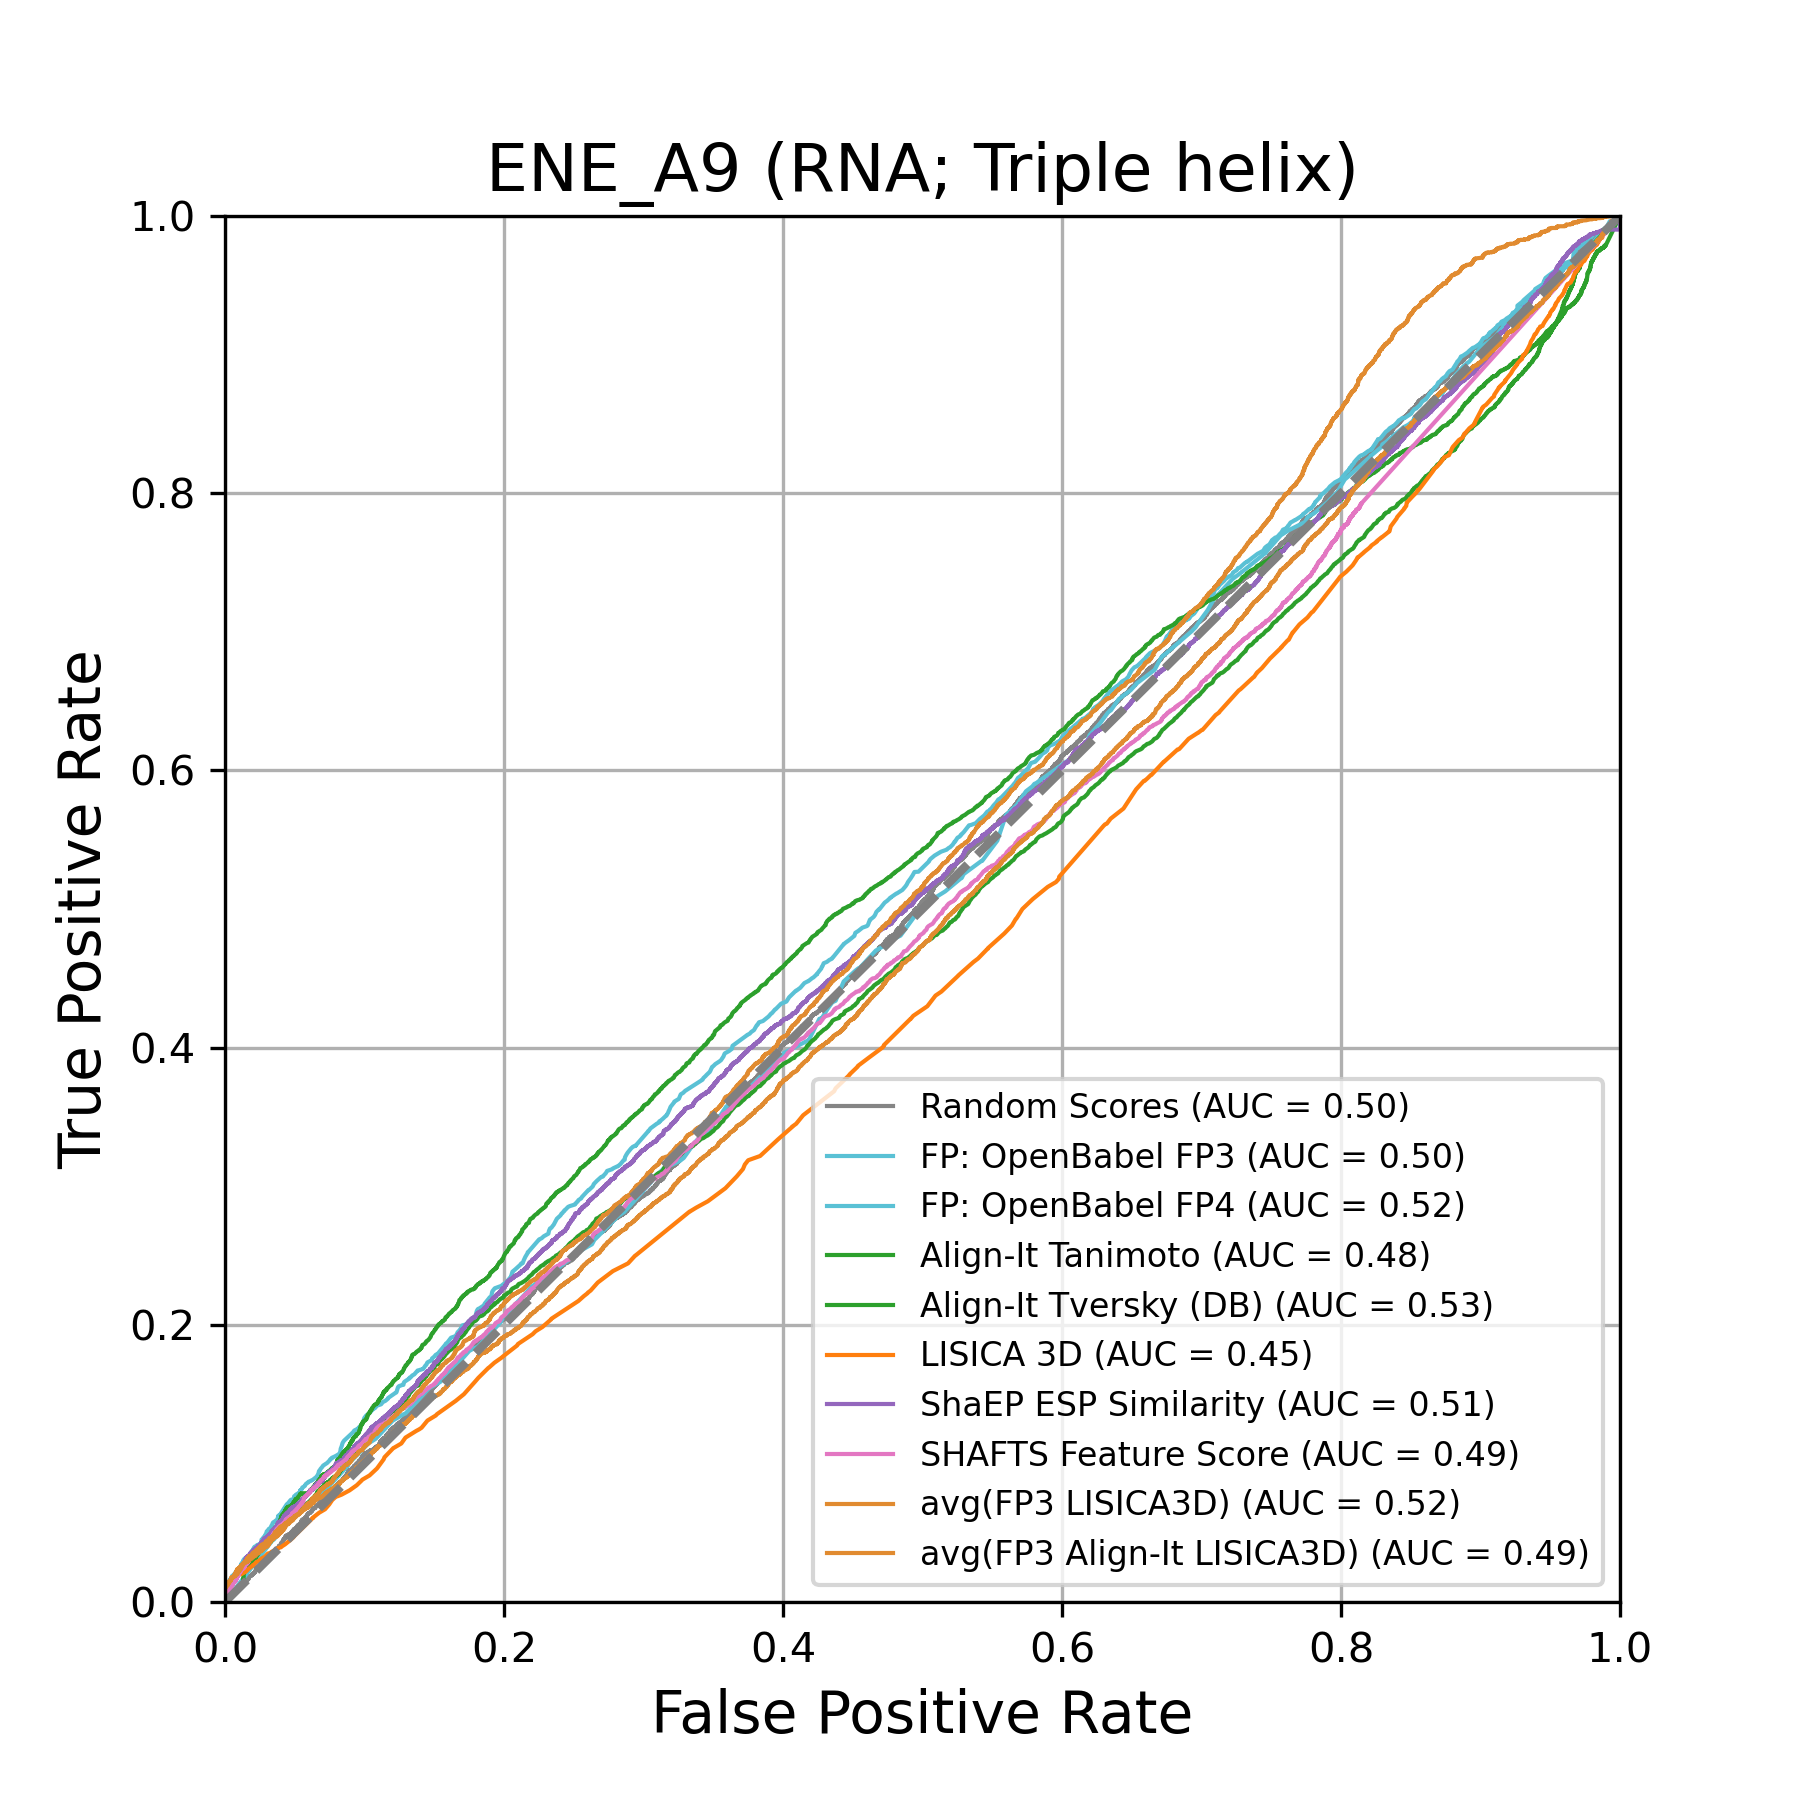 ENE_A9 (RNA; Triple helix)
True Positive Rate
1.0
0.8
0.6
0.4
0.2
0.0
Random Scores (AUC = 0.50)
FP: OpenBabel FP3 (AUC = 0.50)
FP: OpenBabel FP4 (AUC = 0.52)
Align-It Tanimoto (AUC = 0.48)
Align-It Tversky (DB) (AUC = 0.53)
LISICA 3D (AUC = 0.45)
ShaEP ESP Similarity (AUC = 0.51)
SHAFTS Feature Score (AUC = 0.49)
avg(FP3 LISICA3D) (AUC = 0.52)
avg(FP3 Align-It LISICA3D) (AUC = 0.49)
0.0 0.2 0.4 0.6 0.8 1.0
False Positive Rate